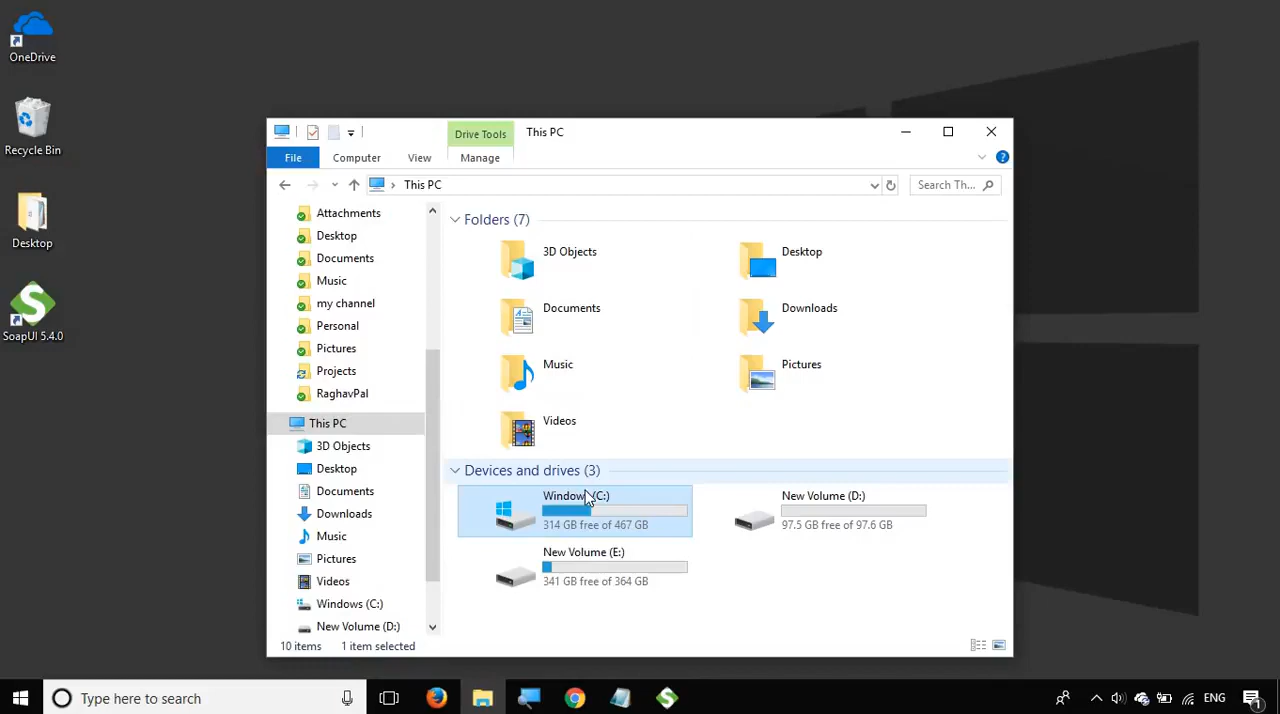 OneDrive
Recycle Bin
Desktop
SoapUI 5.4.0
Drive Tools
This PC
File
Computer
View
Manage
This PC
Search Th...
Attachments
Desktop
Documents
Music
my channel
Personal
Pictures
Projects
RaghavPal
This PC
3D Objects
Desktop
Documents
Downloads
Music
Pictures
Videos
Windows (C:)
New Volume (D:)
Folders (7)
3D Objects
Desktop
Documents
Downloads
Music
Pictures
Videos
Devices and drives (3)
Windows (C:)
314 GB free of 467 GB
New Volume (D:)
97.5 GB free of 97.6 GB
New Volume (E:)
341 GB free of 364 GB
10 items
1 item selected
Type here to search
ENG
1